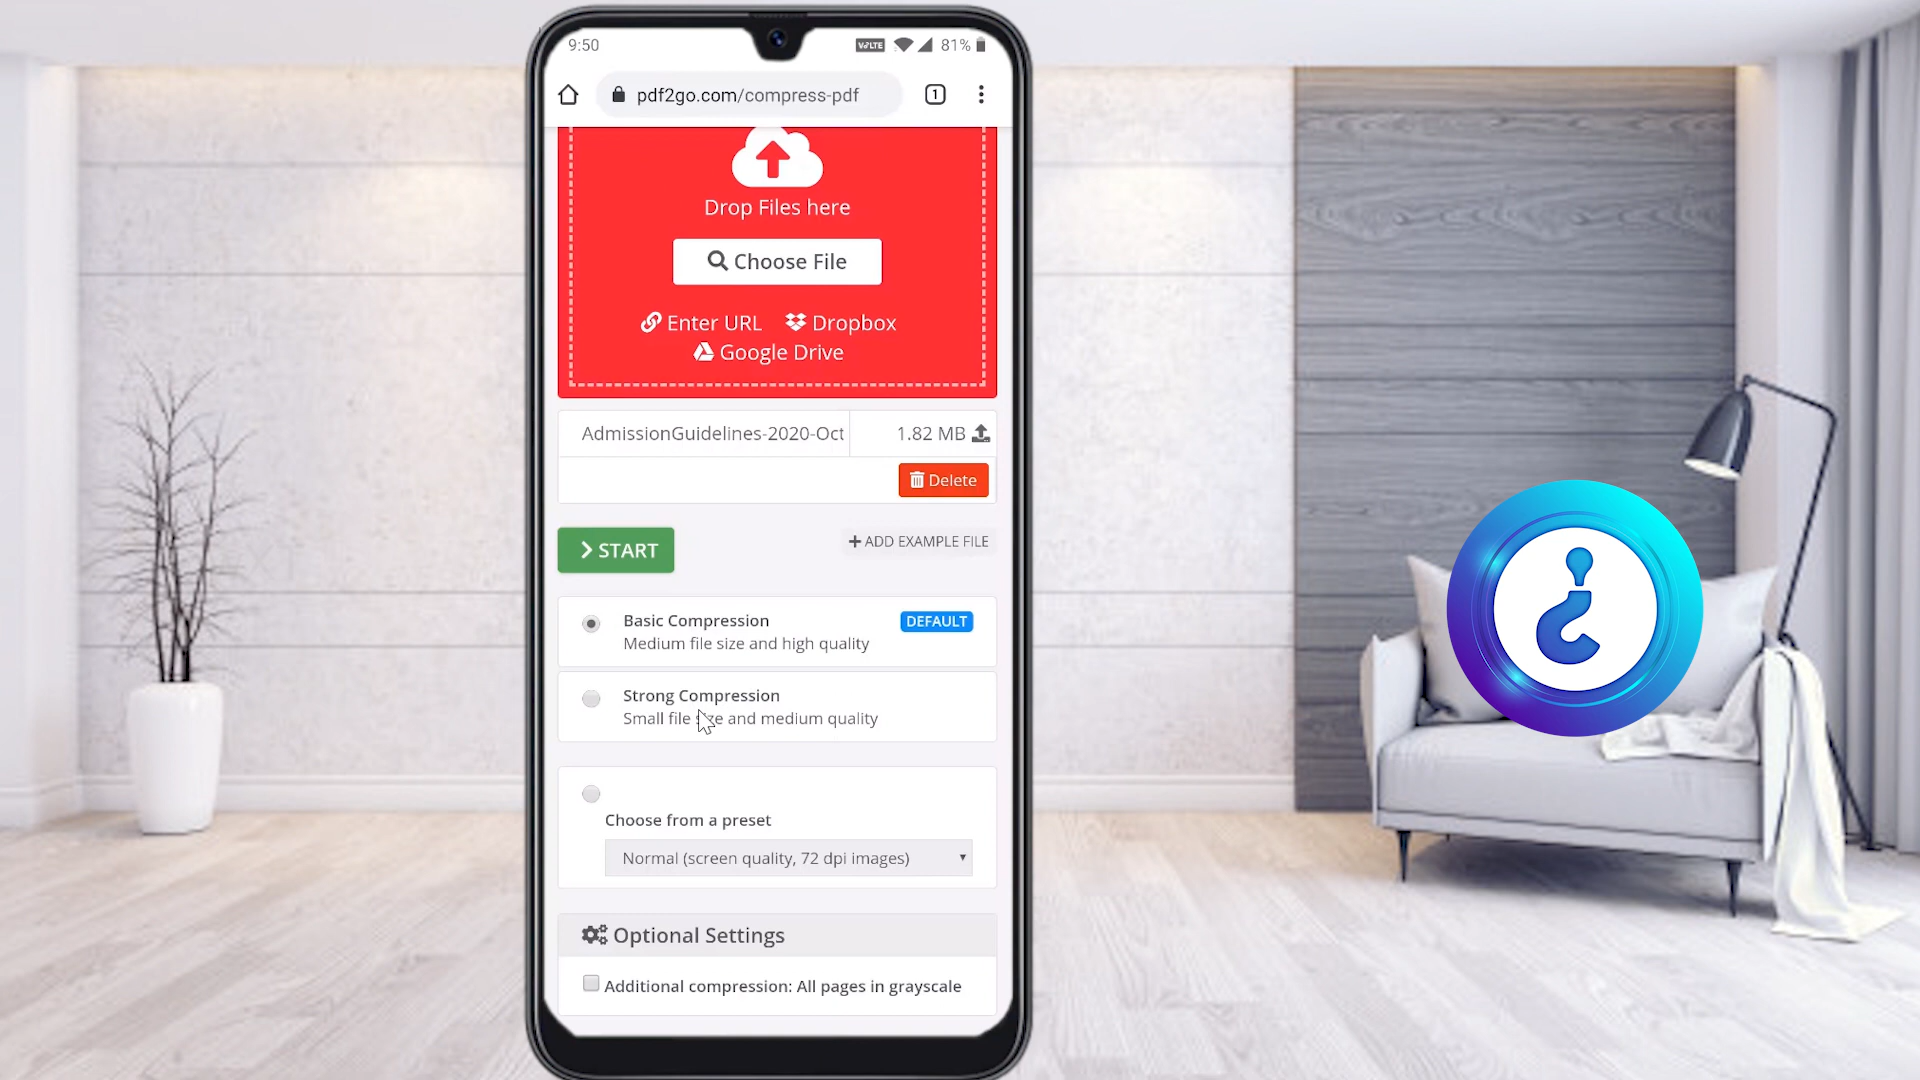 9:50
VoLTE
81%
pdf2go.com/compress-pdf
1
Drop Files here
Choose File
Enter URL
Dropbox
Google Drive
AdmissionGuidelines-2020-Oct
1.82 MB
Delete
START
ADD EXAMPLE FILE
Basic Compression
DEFAULT
Medium file size and high quality
Strong Compression
Small file size and medium quality
Choose from a preset
Normal (screen quality, 72 dpi images)
Optional Settings
Additional compression: All pages in grayscale